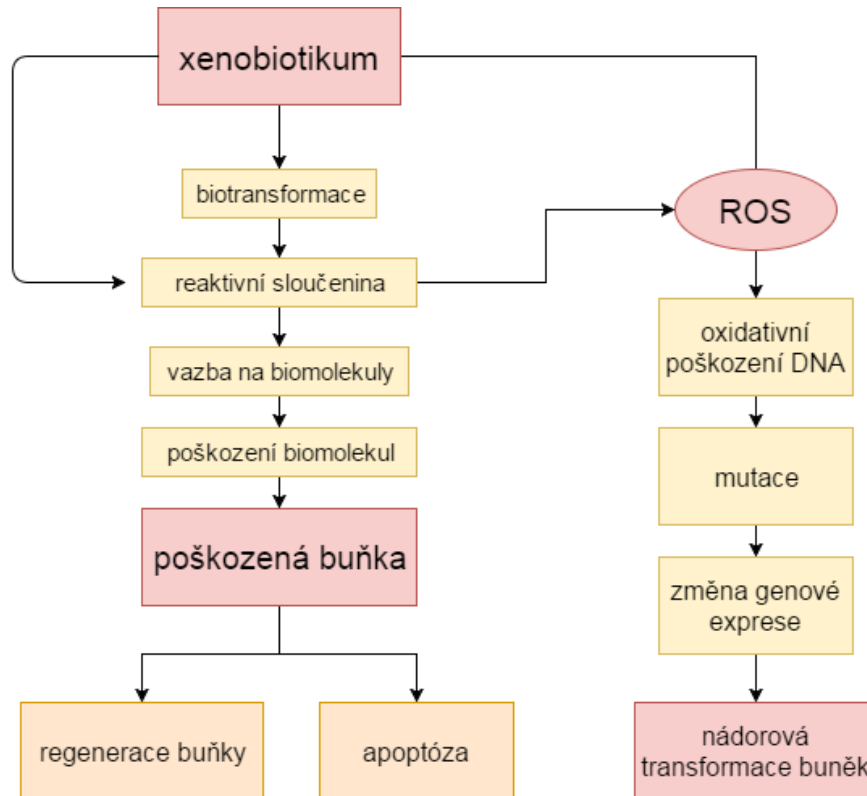 xenobiotikum
biotransformace
reaktivní sloučenina
vazba na biomolekuly
poškození biomolekul
poškozená buňka
regenerace buňky
apoptóza
ROS
oxidativní
poškození DNA
mutace
změna genové
exprese
nádorová
transformace buněk